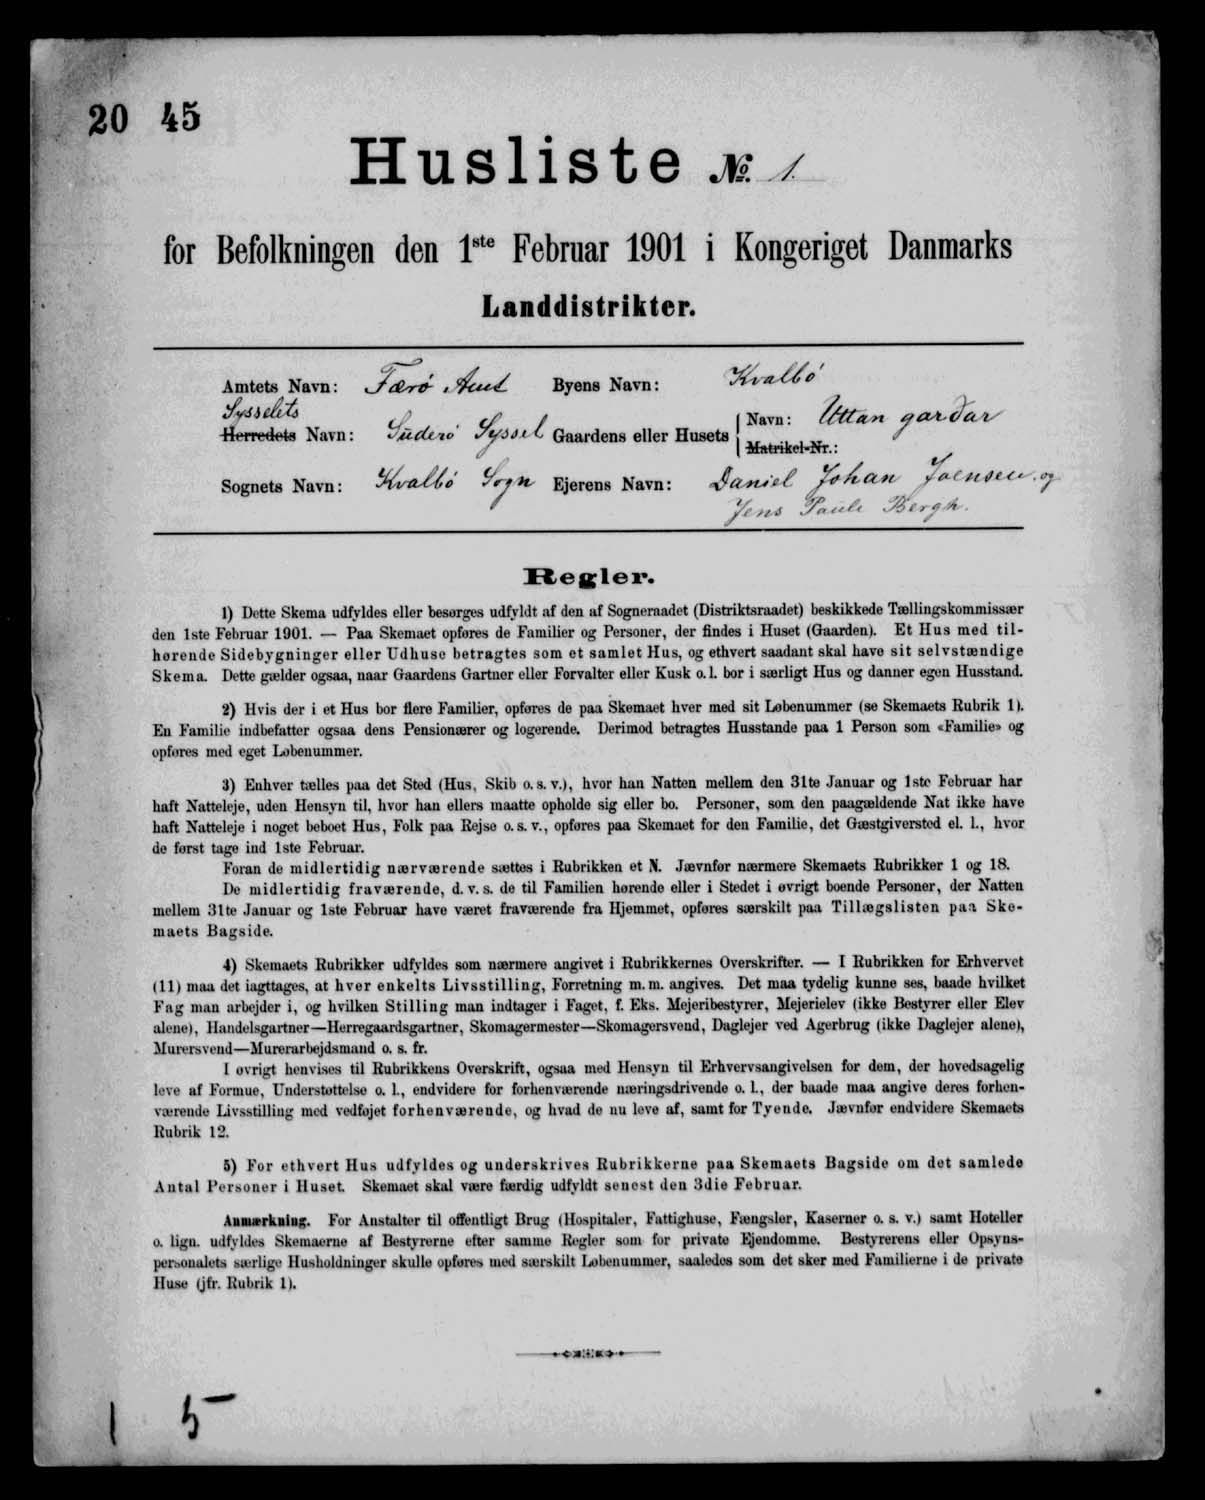 20 45
Husliste № 1.
for Befolkningen den 1ste Februar 1901 i Kongeriget Danmarks
Landdistrikter.
Amtets Navn: Færø Amt Byens Navn: Kvalbø
Sysselets
Herredets Navn: Suderø Syssel Gaardens eller Husets Navn: Uttan garðar
Matrikel-Nr.:
Sognets Navn: Kvalbø Sogn Ejerens Navn: Daniel Johan Joensen og
Jens Pauli Bergh.
Regler.
1) Dette Skema udfyldes eller besørges udfyldt af den af Sogneraadet (Distriktsraadet) beskikkede Tællingskommissær
den 1ste Februar 1901. — Paa Skemaet opføres de Familier og Personer, der findes i Huset (Gaarden). Et Hus med til-
hørende Sidebygninger eller Udhuse betragtes som et samlet Hus, og ethvert saadant skal have sit selvstændige
Skema. Dette gælder ogsaa, naar Gaardens Gartner eller Forvalter eller Kusk o. l. bor i særligt Hus og danner egen Husstand.
2) Hvis der i et Hus bor flere Familier, opføres de paa Skemaet hver med sit Løbenummer (se Skemaets Rubrik 1).
En Familie indbefatter ogsaa dens Pensionærer og logerende. Derimod betragtes Husstande paa 1 Person som «Familie» og
opføres med eget Løbenummer.
3) Enhver tælles paa det Sted (Hus, Skib o. s. v.), hvor han Natten mellem den 31te Januar og 1ste Februar har
haft Natteleje, uden Hensyn til, hvor han ellers maatte opholde sig eller bo. Personer, som den paagældende Nat ikke have
haft Natteleje i noget beboet Hus, Folk paa Rejse o. s. v., opføres paa Skemaet for den Familie, det Gæstgiversted el. l., hvor
de først tage ind 1ste Februar.
Foran de midlertidig nærværende sættes i Rubrikken et N. Jævnfør nærmere Skemaets Rubrikker 1 og 18.
De midlertidig fraværende, d. v. s. de til Familien hørende eller i Stedet i øvrigt boende Personer, der Natten
mellem 31te Januar og 1ste Februar have været fraværende fra Hjemmet, opføres særskilt paa Tillægslisten paa Ske-
maets Bagside.
4) Skemaets Rubrikker udfyldes som nærmere angivet i Rubrikkernes Overskrifter. — I Rubrikken for Erhvervet
(11) maa det iagttages, at hver enkelts Livsstilling, Forretning m. m. angives. Det maa tydelig kunne ses, baade hvilket
Fag man arbejder i, og hvilken Stilling man indtager i Faget, f. Eks. Mejeribestyrer, Mejerielev (ikke Bestyrer eller Elev
alene), Handelsgartner—Herregaardsgartner, Skomagermester—Skomagersvend, Daglejer ved Agerbrug (ikke Daglejer alene),
Murersvend—Murerarbejdsmand o. s. fr.
I øvrigt henvises til Rubrikkens Overskrift, ogsaa med Hensyn til Erhvervsangivelsen for dem, der hovedsagelig
leve af Formue, Understøttelse o. l., endvidere for forhenværende næringsdrivende o. l., der baade maa angive deres forhen-
værende Livsstilling med vedføjet forhenværende, og hvad de nu leve af, samt for Tyende. Jævnfør endvidere Skemaets
Rubrik 12.
5) For ethvert Hus udfyldes og underskrives Rubrikkerne paa Skemaets Bagside om det samlede
Antal Personer i Huset. Skemaet skal være færdig udfyldt senest den 3die Februar.
Anmærkning. For Anstalter til offentligt Brug (Hospitaler, Fattighuse, Fængsler, Kaserner o. s. v.) samt Hoteller
o. lign. udfyldes Skemaerne af Bestyrerne efter samme Regler som for private Ejendomme. Bestyrerens eller Opsyns-
personalets særlige Husholdninger skulle opføres med særskilt Løbenummer, saaledes som det sker med Familierne i de private
Huse (jfr. Rubrik 1).
1 5